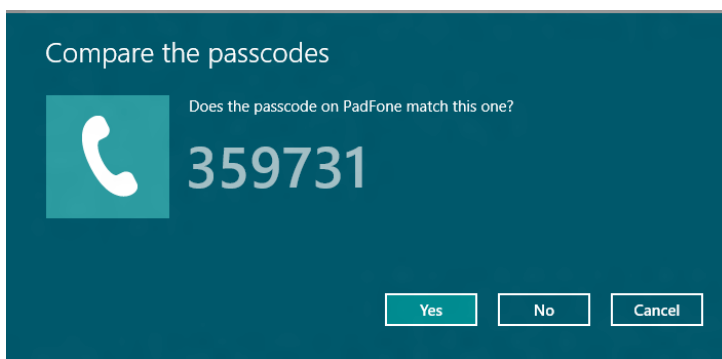 Compare the passcodes
Does the passcode on PadFone match this one?
359731
Yes No Cancel